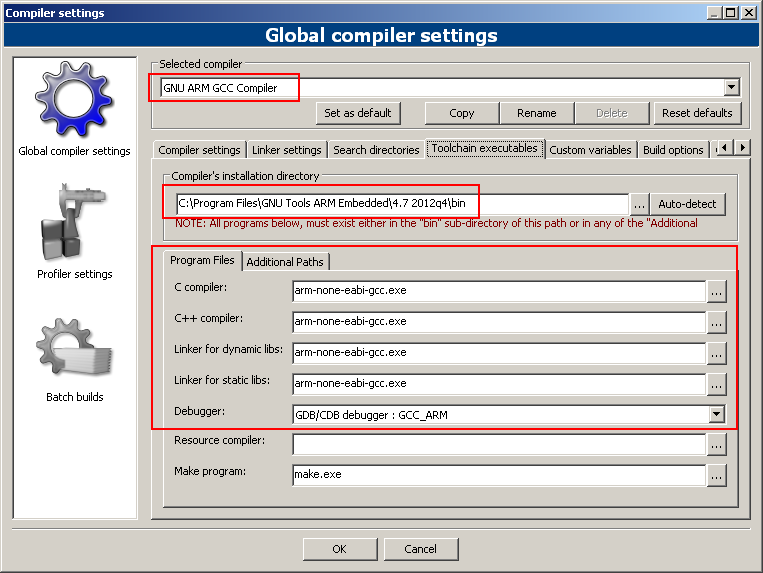 Compiler settings
Global compiler settings
Global compiler settings
Profiler settings
Batch builds
Selected compiler
GNU ARM GCC Compiler
Set as default Copy Rename Delete Reset defaults
Compiler settings Linker settings Search directories Toolchain executables Custom variables Build options
Compiler's installation directory
C:\Program Files\GNU Tools ARM Embedded\4.7 2012q4\bin ... Auto-detect
NOTE: All programs below, must exist either in the "bin" sub-directory of this path or in any of the "Additional
Program Files Additional Paths
C compiler: arm-none-eabi-gcc.exe ...
C++ compiler: arm-none-eabi-gcc.exe ...
Linker for dynamic libs: arm-none-eabi-gcc.exe ...
Linker for static libs: arm-none-eabi-gcc.exe ...
Debugger: GDB/CDB debugger : GCC_ARM
Resource compiler: ...
Make program: make.exe ...
OK Cancel